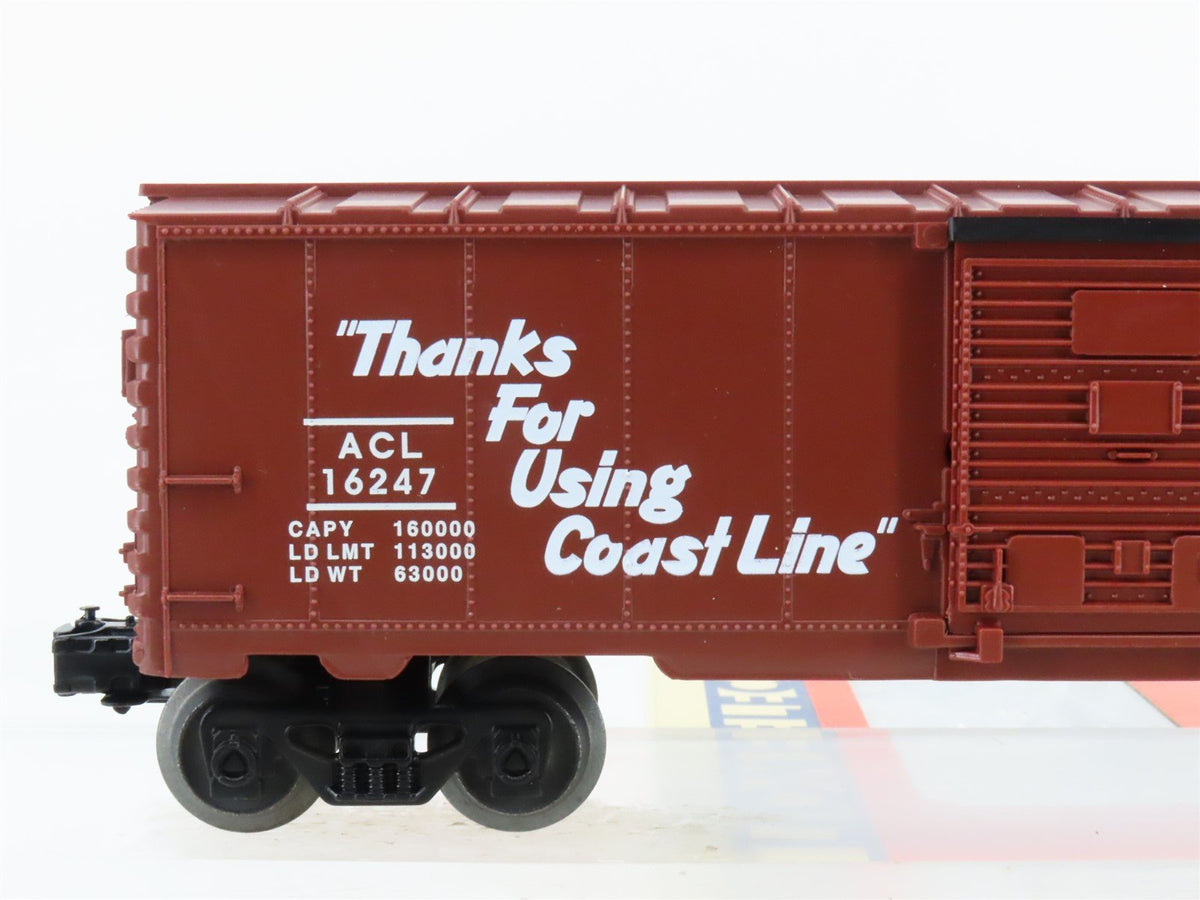 "Thanks
For
Using
Coast Line"
ACL
16247
CAPY 160000
LD LMT 113000
LD WT 63000